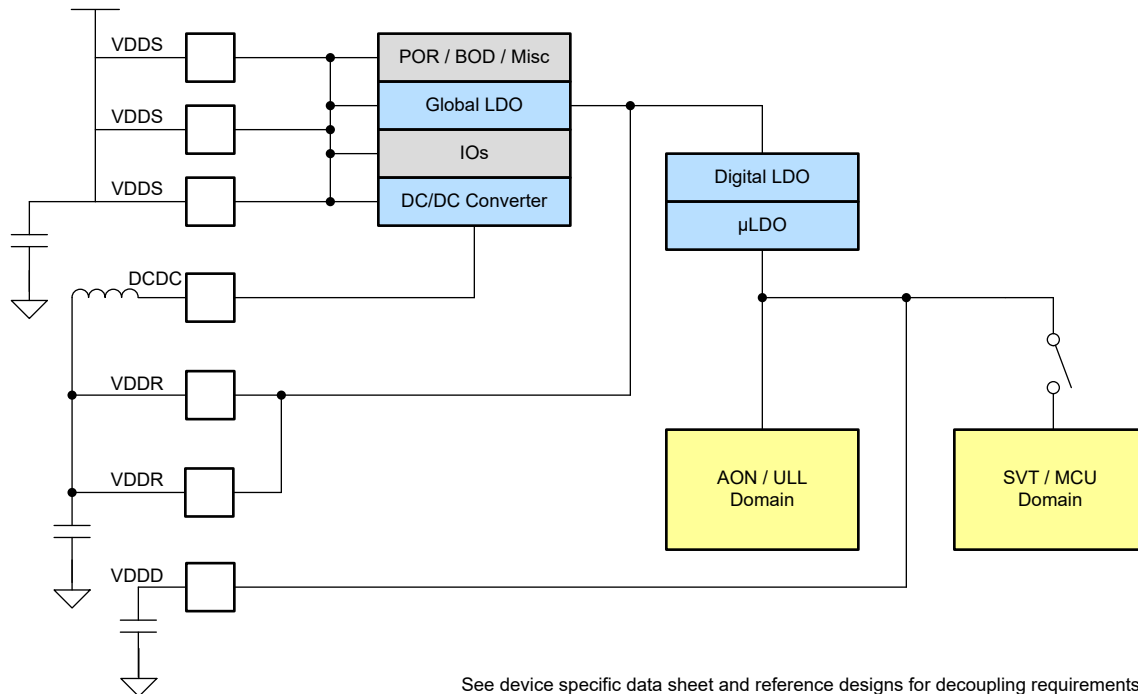 VDDS
POR / BOD / Misc
Global LDO
VDDS
IOs
VDDS
DC/DC Converter
Digital LDO
µLDO
DCDC
VDDR
VDDR
AON / ULL
Domain
SVT / MCU
Domain
VDDD
See device specific data sheet and reference designs for decoupling requirements